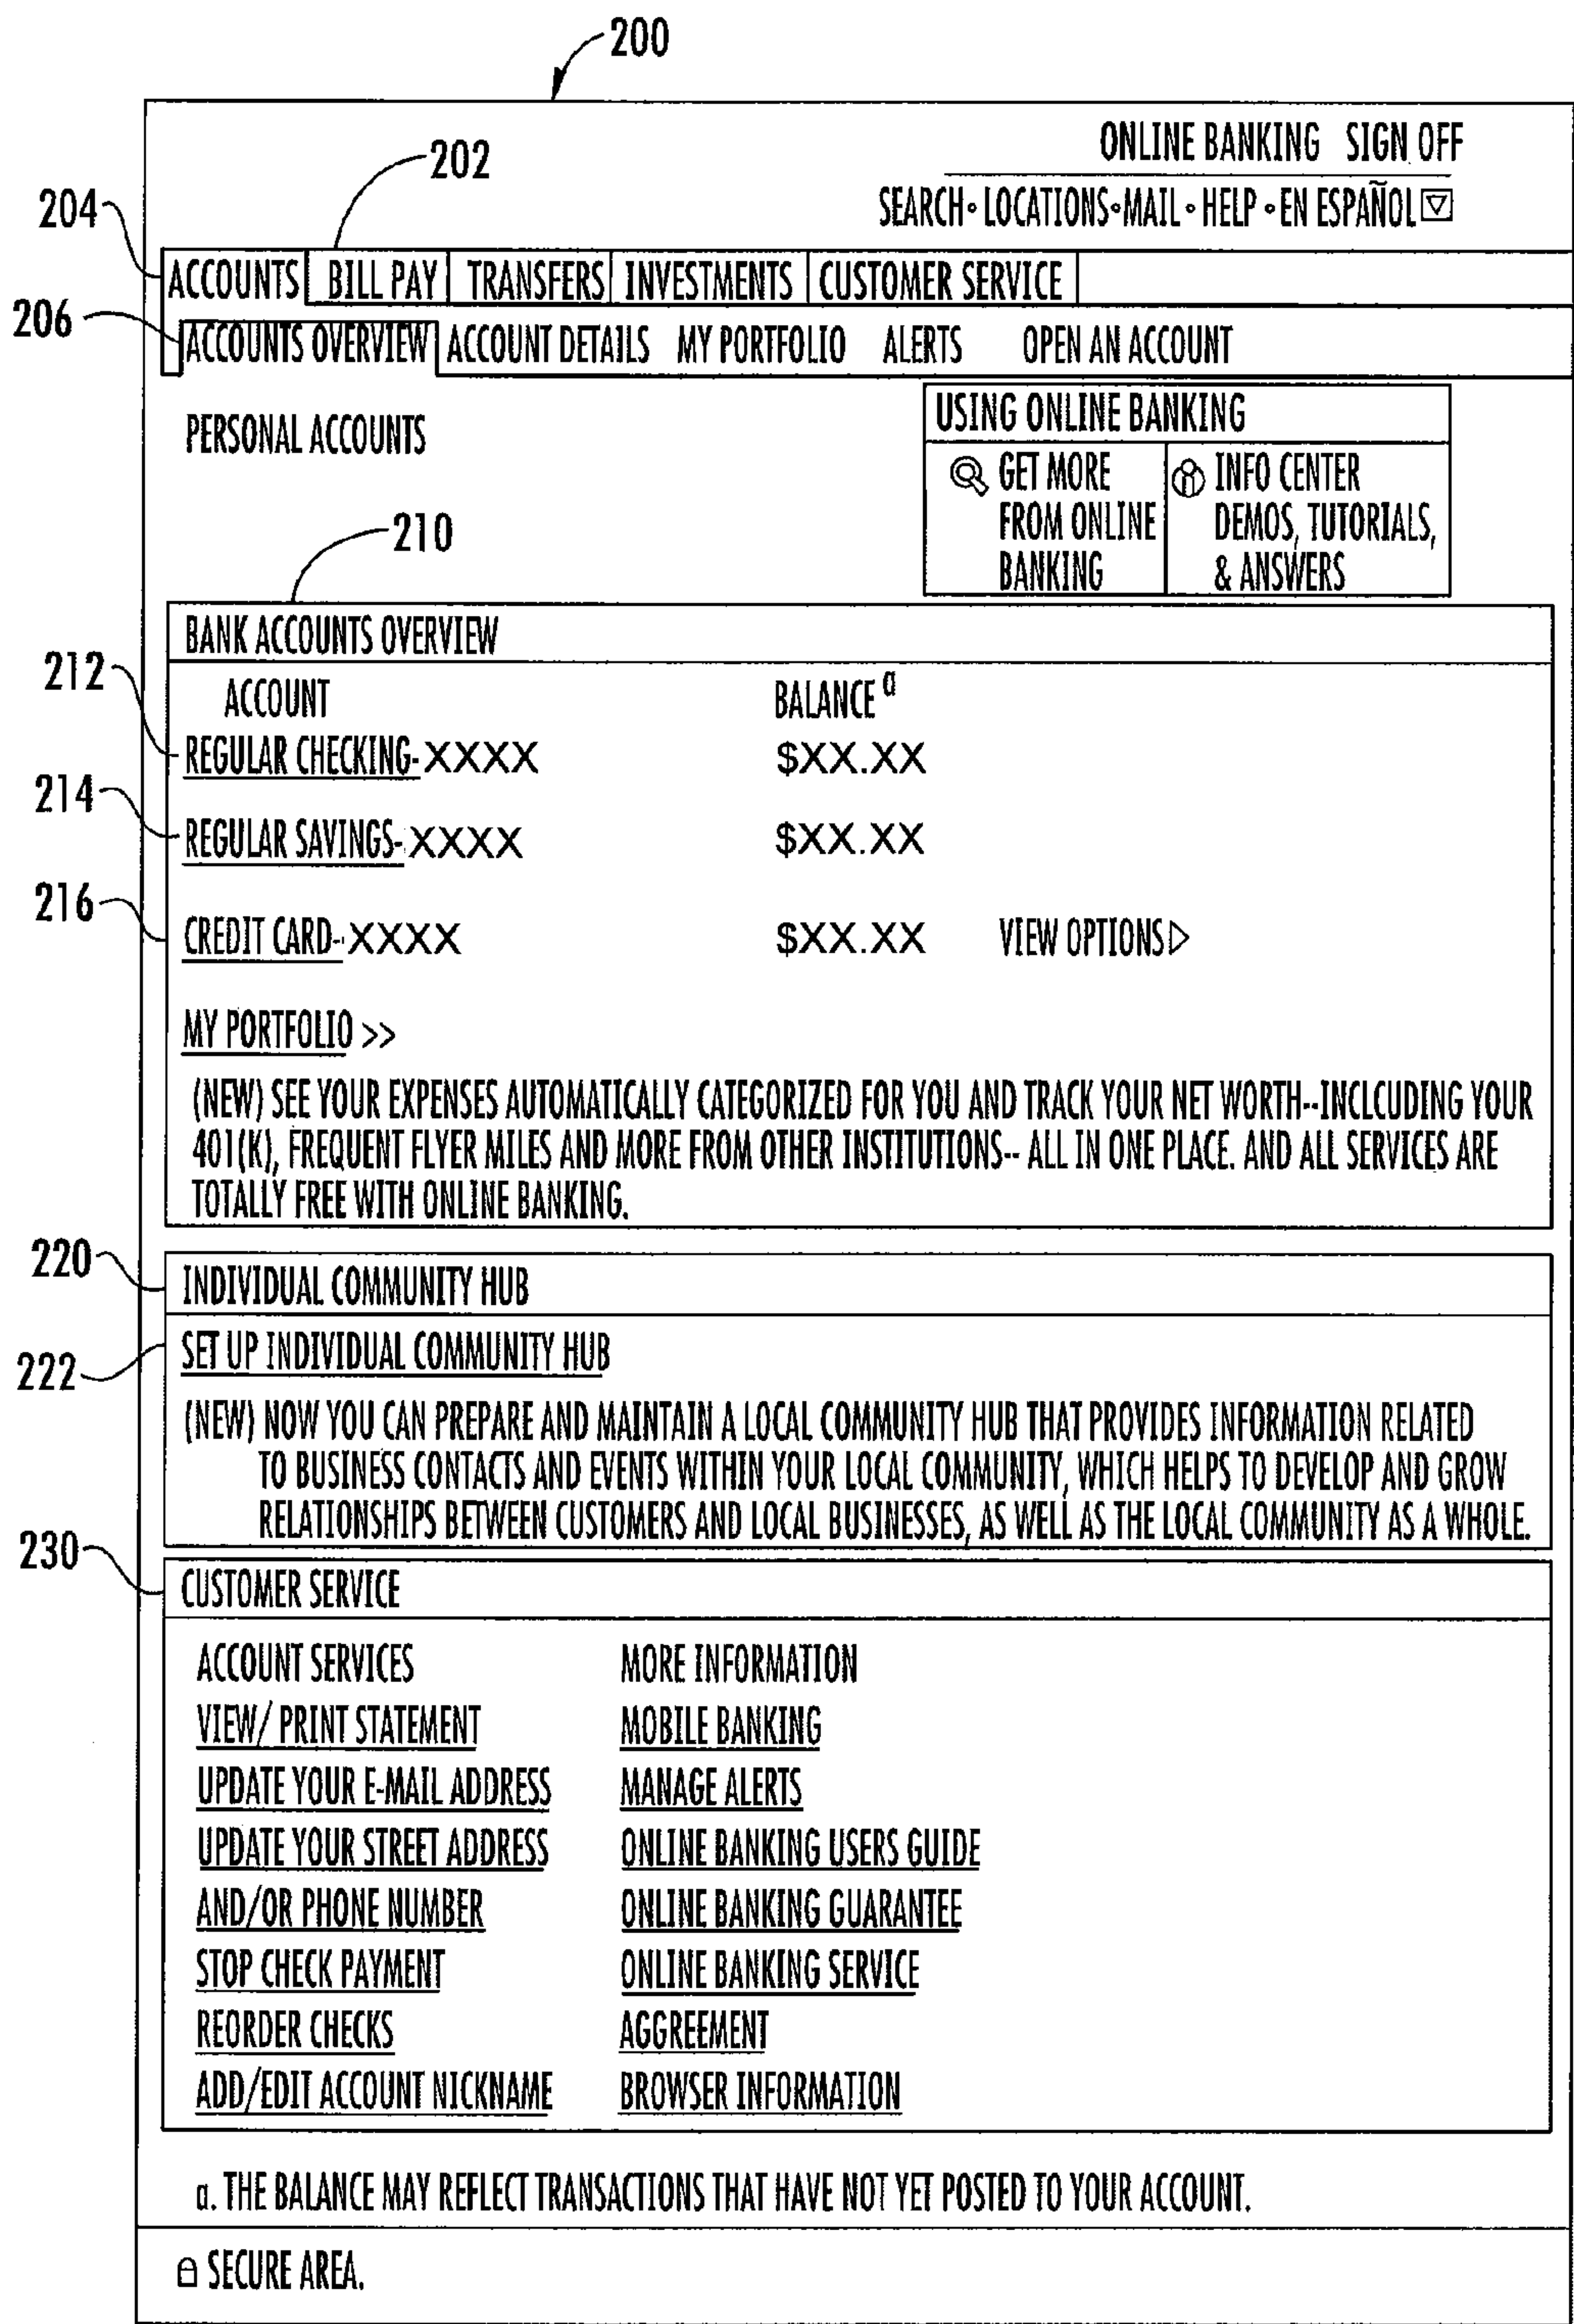 200
ONLINE BANKING SIGN OFF
202
SEARCH • LOCATIONS • MAIL • HELP • EN ESPAÑOL
204
ACCOUNTS BILL PAY TRANSFERS INVESTMENTS CUSTOMER SERVICE
206
ACCOUNTS OVERVIEW ACCOUNT DETAILS MY PORTFOLIO ALERTS OPEN AN ACCOUNT
PERSONAL ACCOUNTS
USING ONLINE BANKING
GET MORE
FROM ONLINE
BANKING
INFO CENTER
DEMOS, TUTORIALS,
& ANSWERS
210
BANK ACCOUNTS OVERVIEW
212
ACCOUNT BALANCE a
REGULAR CHECKING-XXXX $XX.XX
214
REGULAR SAVINGS-XXXX $XX.XX
216
CREDIT CARD-XXXX $XX.XX VIEW OPTIONS
MY PORTFOLIO >>
(NEW) SEE YOUR EXPENSES AUTOMATICALLY CATEGORIZED FOR YOU AND TRACK YOUR NET WORTH--INCLCUDING YOUR
401(K), FREQUENT FLYER MILES AND MORE FROM OTHER INSTITUTIONS-- ALL IN ONE PLACE. AND ALL SERVICES ARE
TOTALLY FREE WITH ONLINE BANKING.
220
INDIVIDUAL COMMUNITY HUB
222
SET UP INDIVIDUAL COMMUNITY HUB
(NEW) NOW YOU CAN PREPARE AND MAINTAIN A LOCAL COMMUNITY HUB THAT PROVIDES INFORMATION RELATED
TO BUSINESS CONTACTS AND EVENTS WITHIN YOUR LOCAL COMMUNITY, WHICH HELPS TO DEVELOP AND GROW
RELATIONSHIPS BETWEEN CUSTOMERS AND LOCAL BUSINESSES, AS WELL AS THE LOCAL COMMUNITY AS A WHOLE.
230
CUSTOMER SERVICE
ACCOUNT SERVICES MORE INFORMATION
VIEW/ PRINT STATEMENT MOBILE BANKING
UPDATE YOUR E-MAIL ADDRESS MANAGE ALERTS
UPDATE YOUR STREET ADDRESS ONLINE BANKING USERS GUIDE
AND/OR PHONE NUMBER ONLINE BANKING GUARANTEE
STOP CHECK PAYMENT ONLINE BANKING SERVICE
REORDER CHECKS AGGREEMENT
ADD/EDIT ACCOUNT NICKNAME BROWSER INFORMATION
a. THE BALANCE MAY REFLECT TRANSACTIONS THAT HAVE NOT YET POSTED TO YOUR ACCOUNT.
SECURE AREA.